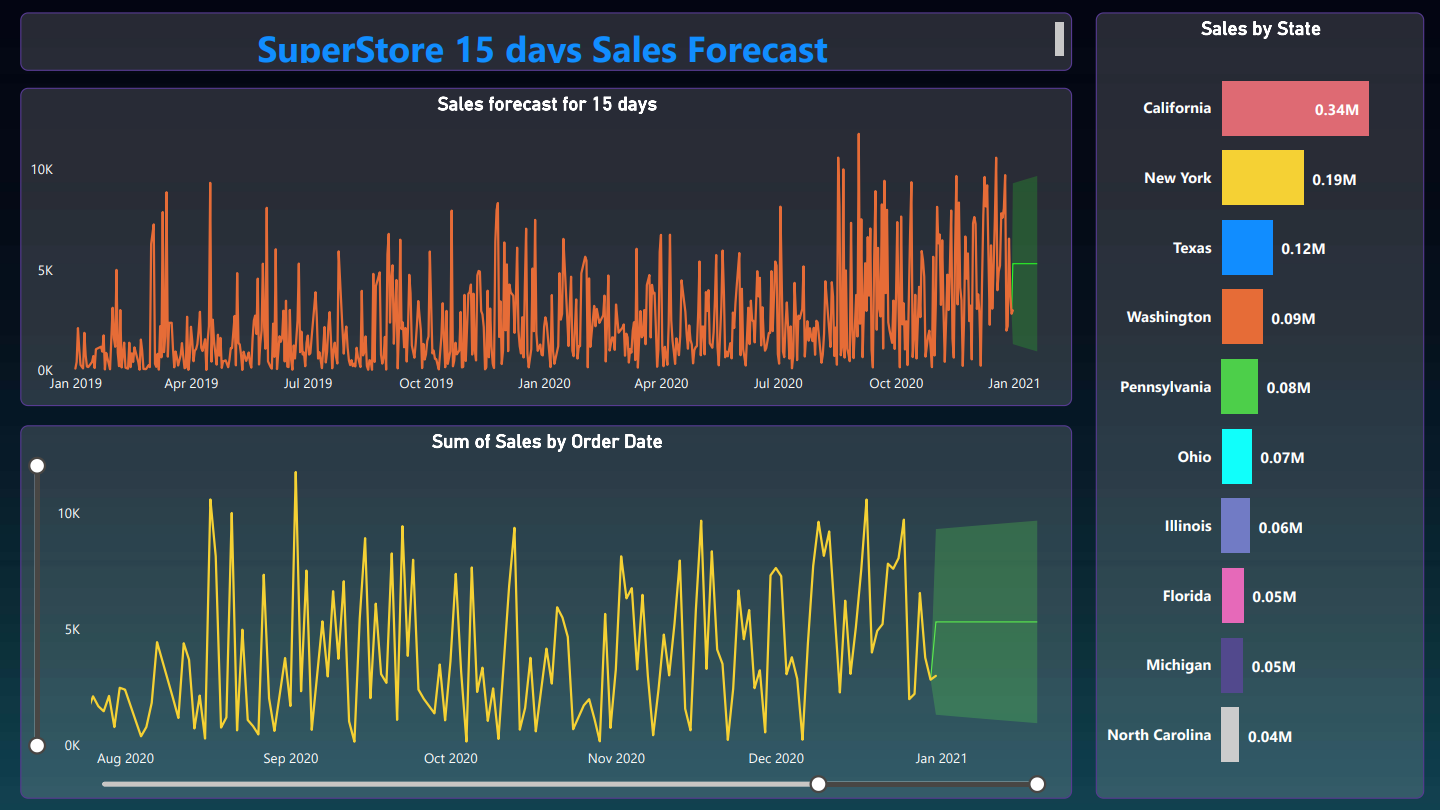 SuperStore 15 days Sales Forecast
Sales forecast for 15 days
10K
5K
0K
Jan 2019 Apr 2019 Jul 2019 Oct 2019 Jan 2020 Apr 2020 Jul 2020 Oct 2020 Jan 2021
Sum of Sales by Order Date
10K
5K
0K
Aug 2020 Sep 2020 Oct 2020 Nov 2020 Dec 2020 Jan 2021
Sales by State
California 0.34M
New York 0.19M
Texas 0.12M
Washington 0.09M
Pennsylvania 0.08M
Ohio 0.07M
Illinois 0.06M
Florida 0.05M
Michigan 0.05M
North Carolina 0.04M